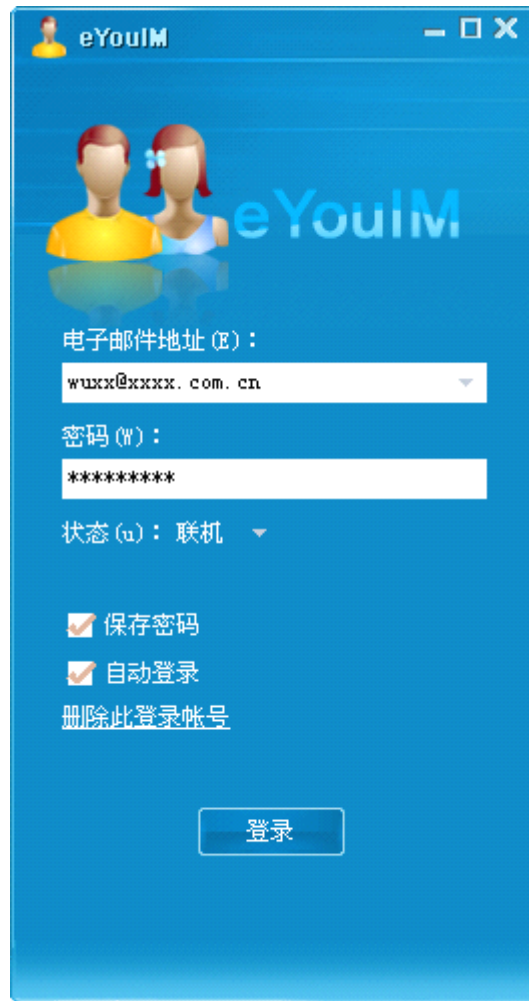 eYouIM
eYouIM
电子邮件地址(E)：
wuxx@xxxx.com.cn
密码(W)：
*********
状态(u)：联机
保存密码
自动登录
删除此登录帐号
登录